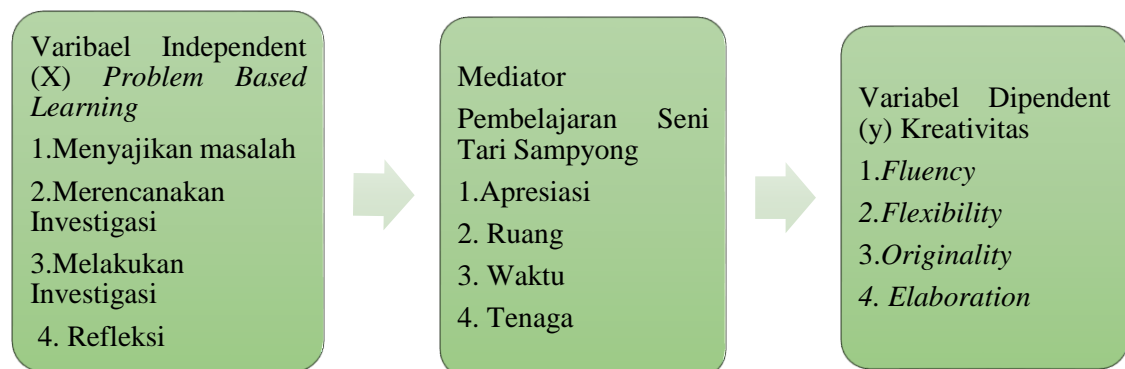 Varibael Independent
(X) Problem Based
Learning
1.Menyajikan masalah
2.Merencanakan
Investigasi
3.Melakukan
Investigasi
4. Refleksi
Mediator
Pembelajaran Seni
Tari Sampyong
1.Apresiasi
2. Ruang
3. Waktu
4. Tenaga
Variabel Dipendent
(y) Kreativitas
1.Fluency
2.Flexibility
3.Originality
4. Elaboration